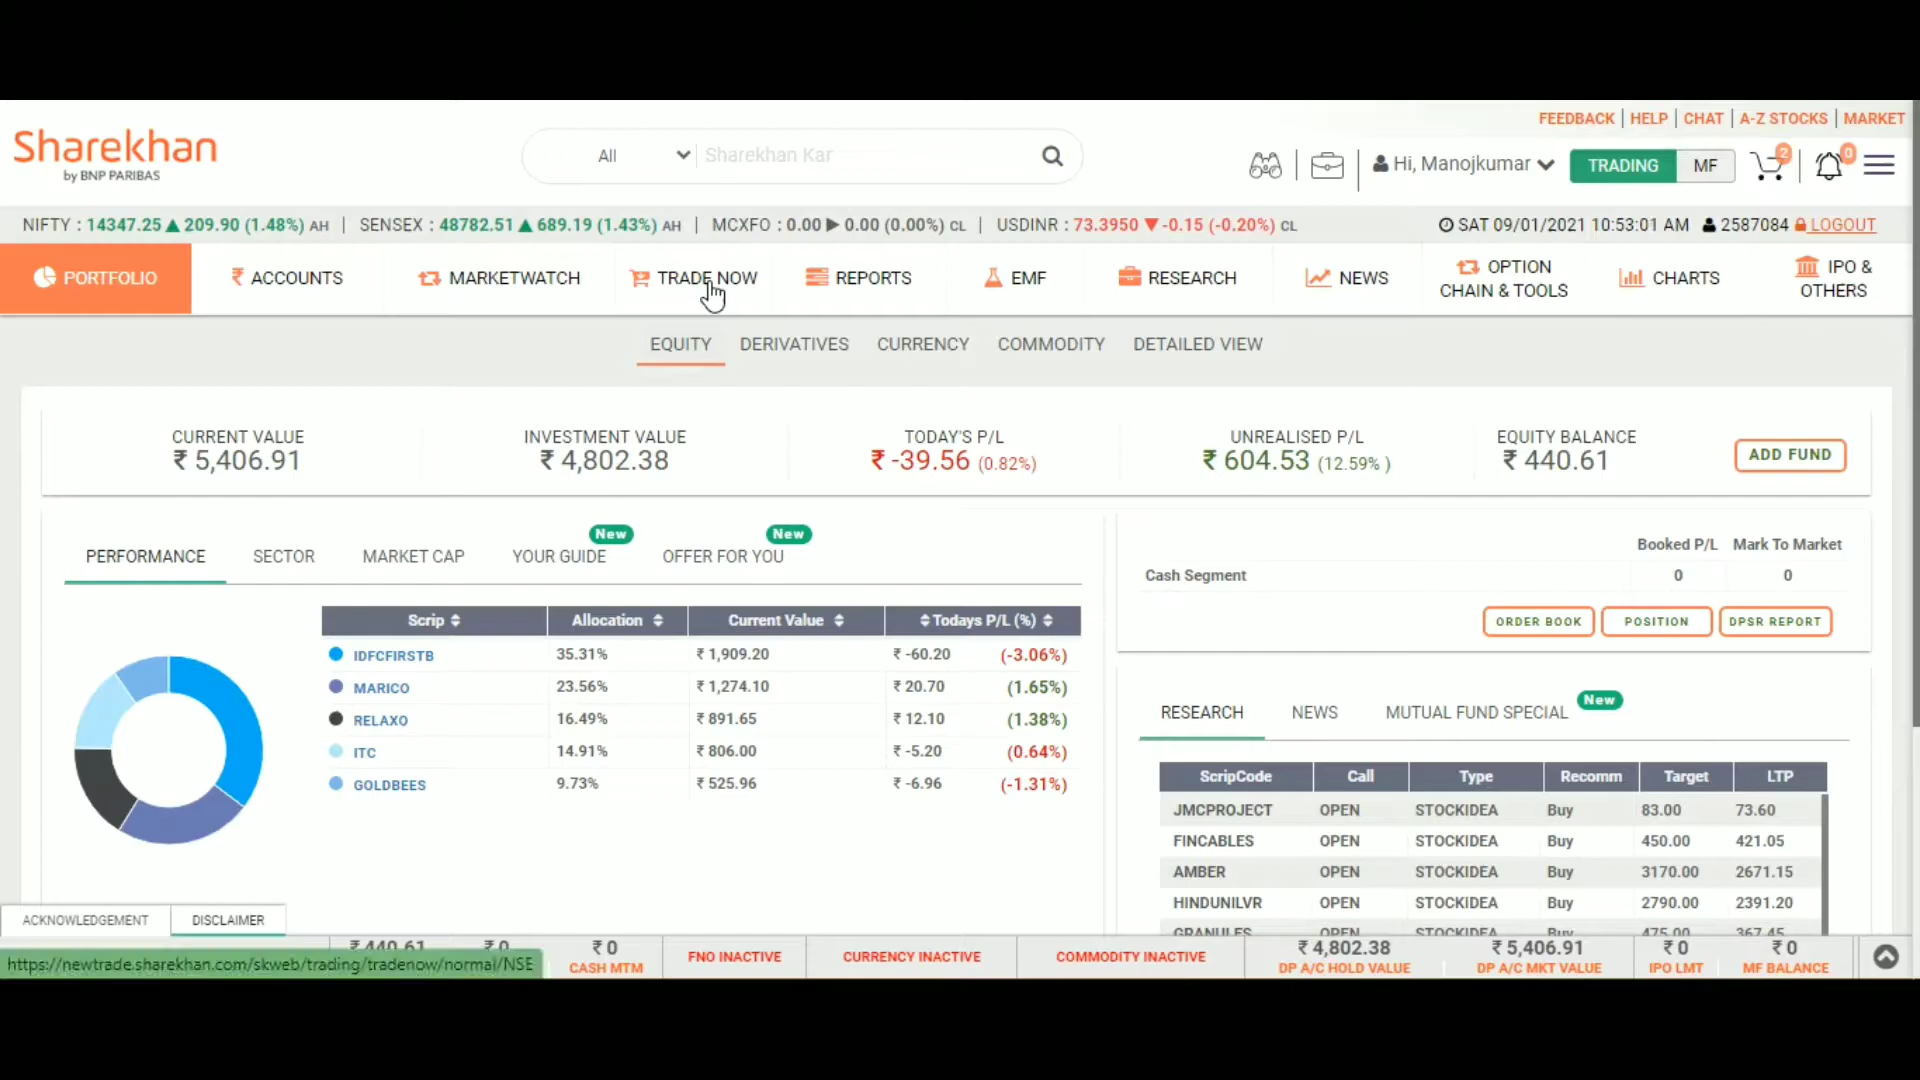 FEEDBACK | HELP | CHAT | A-Z STOCKS | MARKET
Sharekhan
by BNP PARIBAS
All
Sharekhan Kar
Hi, Manojkumar
TRADING
MF
2
0
NIFTY : 14347.25 ▲ 209.90 (1.48%) AH | SENSEX : 48782.51 ▲ 689.19 (1.43%) AH | MCXFO : 0.00 ▶ 0.00 (0.00%) CL | USDINR : 73.3950 ▼ -0.15 (-0.20%) CL
SAT 09/01/2021 10:53:01 AM 2587084 LOGOUT
PORTFOLIO
₹ ACCOUNTS
MARKETWATCH
TRADE NOW
REPORTS
EMF
RESEARCH
NEWS
OPTION
CHAIN & TOOLS
CHARTS
IPO &
OTHERS
EQUITY DERIVATIVES CURRENCY COMMODITY DETAILED VIEW
CURRENT VALUE
₹ 5,406.91
INVESTMENT VALUE
₹ 4,802.38
TODAY'S P/L
₹ -39.56 (0.82%)
UNREALISED P/L
₹ 604.53 (12.59% )
EQUITY BALANCE
₹ 440.61
ADD FUND
PERFORMANCE
SECTOR
MARKET CAP
YOUR GUIDE New
OFFER FOR YOU New
Scrip Allocation Current Value Todays P/L (%)
IDFCFIRSTB 35.31% ₹ 1,909.20 ₹ -60.20 (-3.06%)
MARICO 23.56% ₹ 1,274.10 ₹ 20.70 (1.65%)
RELAXO 16.49% ₹ 891.65 ₹ 12.10 (1.38%)
ITC 14.91% ₹ 806.00 ₹ -5.20 (0.64%)
GOLDBEES 9.73% ₹ 525.96 ₹ -6.96 (-1.31%)
Booked P/L Mark To Market
Cash Segment 0 0
ORDER BOOK
POSITION
DPSR REPORT
RESEARCH
NEWS
MUTUAL FUND SPECIAL New
ScripCode Call Type Recomm Target LTP
JMCPROJECT OPEN STOCKIDEA Buy 83.00 73.60
FINCABLES OPEN STOCKIDEA Buy 450.00 421.05
AMBER OPEN STOCKIDEA Buy 3170.00 2671.15
HINDUNILVR OPEN STOCKIDEA Buy 2790.00 2391.20
GRANULES OPEN STOCKIDEA Buy 475.00 367.45
ACKNOWLEDGEMENT
DISCLAIMER
https://newtrade.sharekhan.com/skweb/trading/tradenow/normal/NSE
₹ 440.61
₹ 0
₹ 0
CASH MTM
FNO INACTIVE
CURRENCY INACTIVE
COMMODITY INACTIVE
₹ 4,802.38
DP A/C HOLD VALUE
₹ 5,406.91
DP A/C MKT VALUE
₹ 0
IPO LMT
₹ 0
MF BALANCE